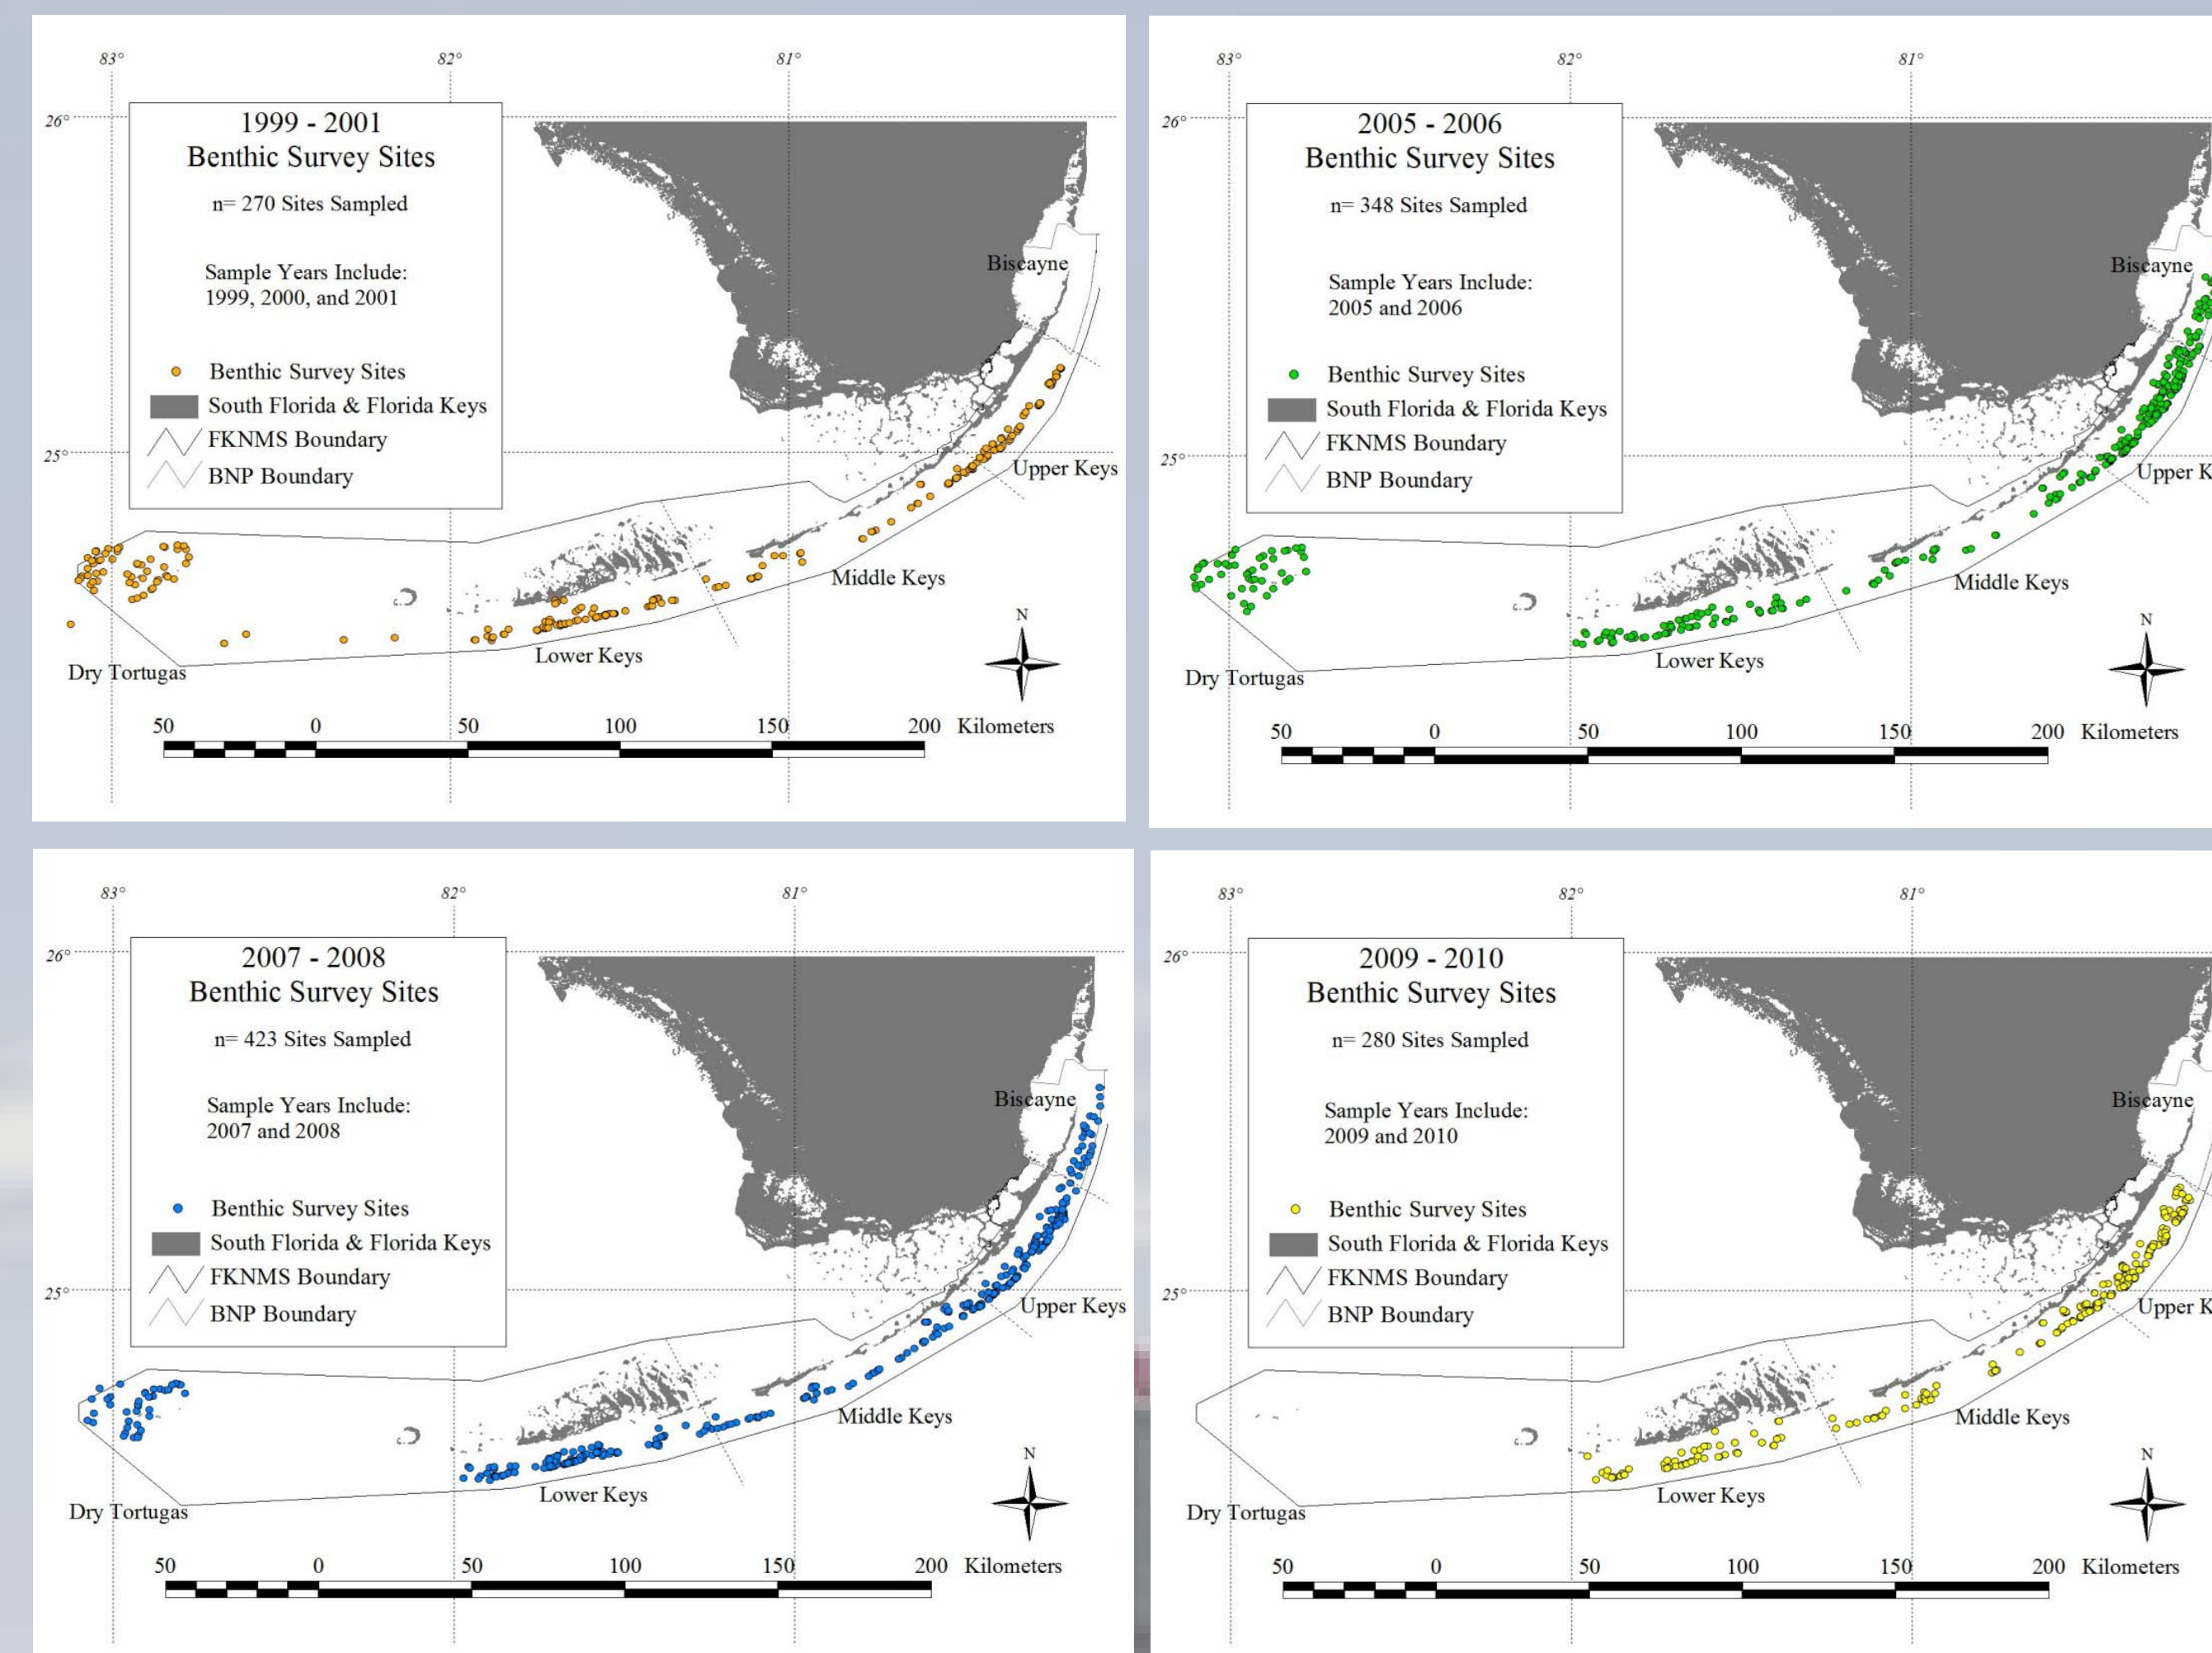 83°
82°
81°
26°
1999 - 2001
Benthic Survey Sites
n= 270 Sites Sampled
Sample Years Include:
1999, 2000, and 2001
Benthic Survey Sites
South Florida & Florida Keys
FKNMS Boundary
BNP Boundary
Biscayne
25°
Upper Keys
Middle Keys
Lower Keys
Dry Tortugas
N
50 0 50 100 150 200 Kilometers
83°
82°
81°
26°
2005 - 2006
Benthic Survey Sites
n= 348 Sites Sampled
Sample Years Include:
2005 and 2006
Benthic Survey Sites
South Florida & Florida Keys
FKNMS Boundary
BNP Boundary
Biscayne
25°
Upper K
Middle Keys
Lower Keys
Dry Tortugas
N
50 0 50 100 150 200 Kilometers
83°
82°
81°
26°
2007 - 2008
Benthic Survey Sites
n= 423 Sites Sampled
Sample Years Include:
2007 and 2008
Benthic Survey Sites
South Florida & Florida Keys
FKNMS Boundary
BNP Boundary
Biscayne
25°
Upper Keys
Middle Keys
Lower Keys
Dry Tortugas
N
50 0 50 100 150 200 Kilometers
83°
82°
81°
26°
2009 - 2010
Benthic Survey Sites
n= 280 Sites Sampled
Sample Years Include:
2009 and 2010
Benthic Survey Sites
South Florida & Florida Keys
FKNMS Boundary
BNP Boundary
Biscayne
25°
Upper K
Middle Keys
Lower Keys
Dry Tortugas
N
50 0 50 100 150 200 Kilometers